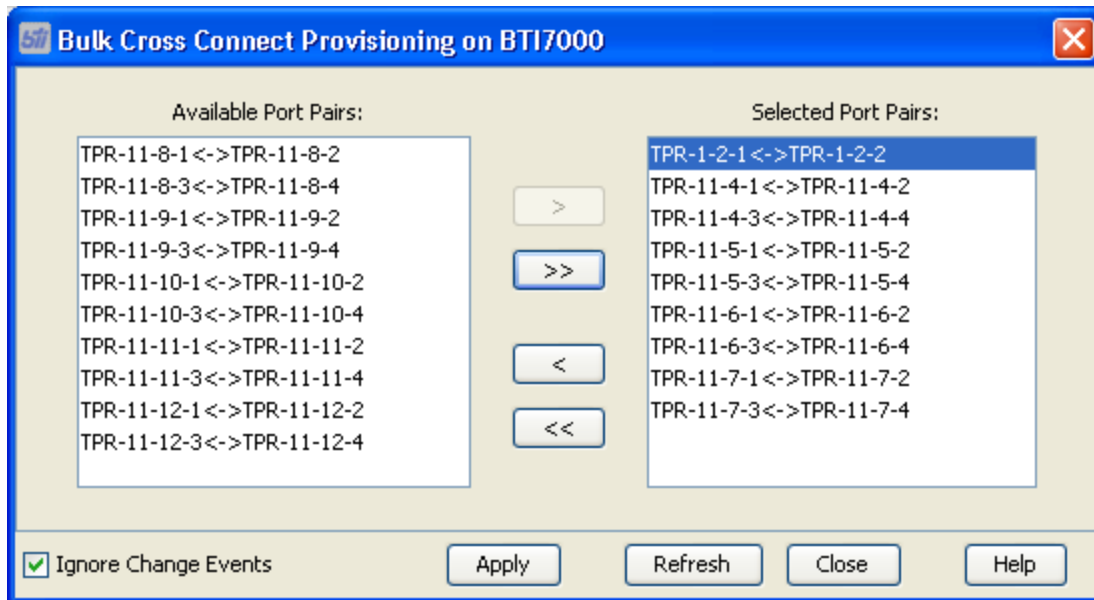 bti Bulk Cross Connect Provisioning on BTI7000
Available Port Pairs:
TPR-11-8-1<->TPR-11-8-2
TPR-11-8-3<->TPR-11-8-4
TPR-11-9-1<->TPR-11-9-2
TPR-11-9-3<->TPR-11-9-4
TPR-11-10-1<->TPR-11-10-2
TPR-11-10-3<->TPR-11-10-4
TPR-11-11-1<->TPR-11-11-2
TPR-11-11-3<->TPR-11-11-4
TPR-11-12-1<->TPR-11-12-2
TPR-11-12-3<->TPR-11-12-4
>
>>
<
<<
Selected Port Pairs:
TPR-1-2-1<->TPR-1-2-2
TPR-11-4-1<->TPR-11-4-2
TPR-11-4-3<->TPR-11-4-4
TPR-11-5-1<->TPR-11-5-2
TPR-11-5-3<->TPR-11-5-4
TPR-11-6-1<->TPR-11-6-2
TPR-11-6-3<->TPR-11-6-4
TPR-11-7-1<->TPR-11-7-2
TPR-11-7-3<->TPR-11-7-4
Ignore Change Events Apply Refresh Close Help